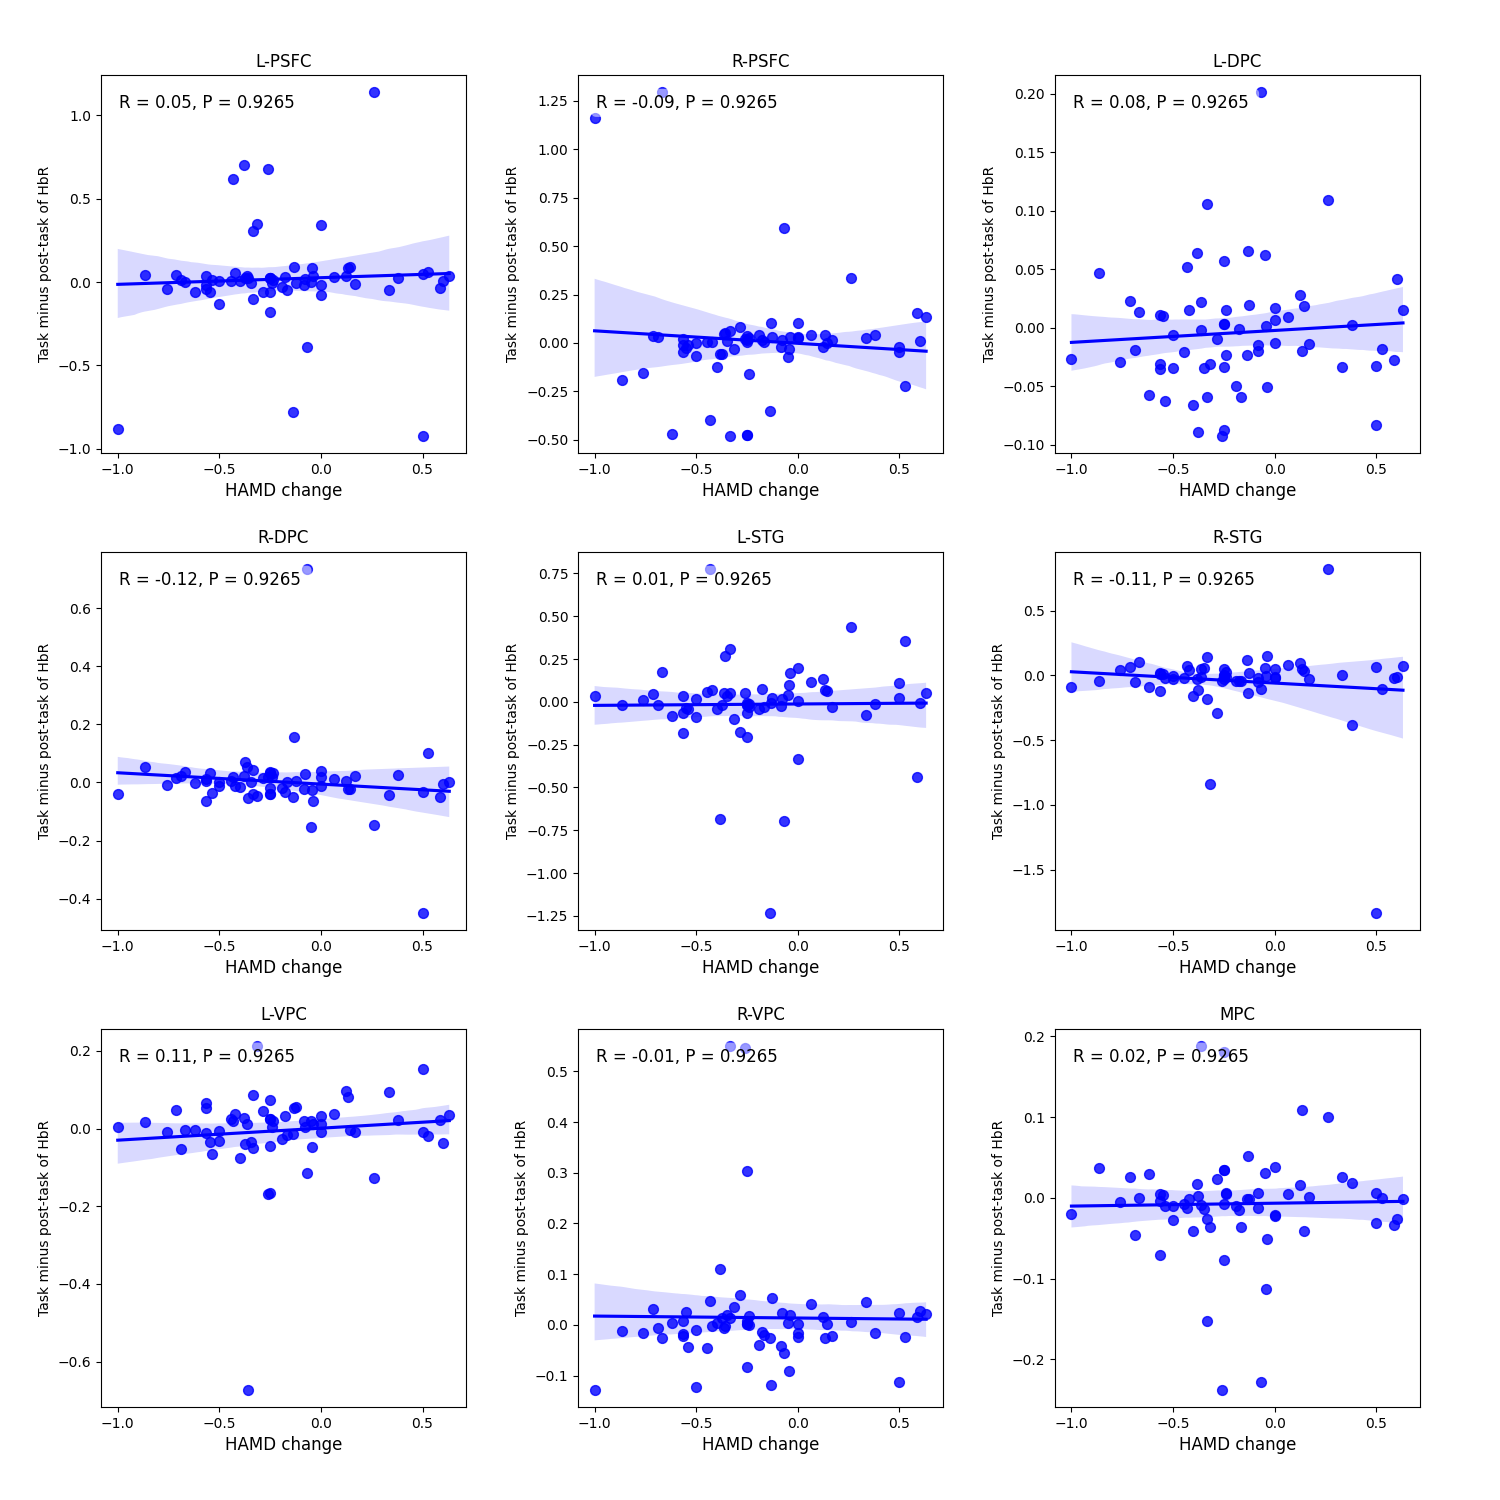 L-PSFC
R = 0.05, P = 0.9265
Task minus post-task of HbR
1.0
0.5
0.0
−0.5
−1.0
−1.0 −0.5 0.0 0.5
HAMD change
R-PSFC
R = -0.09, P = 0.9265
Task minus post-task of HbR
1.25
1.00
0.75
0.50
0.25
0.00
−0.25
−0.50
−1.0 −0.5 0.0 0.5
HAMD change
L-DPC
R = 0.08, P = 0.9265
Task minus post-task of HbR
0.20
0.15
0.10
0.05
0.00
−0.05
−0.10
−1.0 −0.5 0.0 0.5
HAMD change
R-DPC
R = -0.12, P = 0.9265
Task minus post-task of HbR
0.6
0.4
0.2
0.0
−0.2
−0.4
−1.0 −0.5 0.0 0.5
HAMD change
L-STG
R = 0.01, P = 0.9265
Task minus post-task of HbR
0.75
0.50
0.25
0.00
−0.25
−0.50
−0.75
−1.00
−1.25
−1.0 −0.5 0.0 0.5
HAMD change
R-STG
R = -0.11, P = 0.9265
Task minus post-task of HbR
0.5
0.0
−0.5
−1.0
−1.5
−1.0 −0.5 0.0 0.5
HAMD change
L-VPC
R = 0.11, P = 0.9265
Task minus post-task of HbR
0.2
0.0
−0.2
−0.4
−0.6
−1.0 −0.5 0.0 0.5
HAMD change
R-VPC
R = -0.01, P = 0.9265
Task minus post-task of HbR
0.5
0.4
0.3
0.2
0.1
0.0
−0.1
−1.0 −0.5 0.0 0.5
HAMD change
MPC
R = 0.02, P = 0.9265
Task minus post-task of HbR
0.2
0.1
0.0
−0.1
−0.2
−1.0 −0.5 0.0 0.5
HAMD change